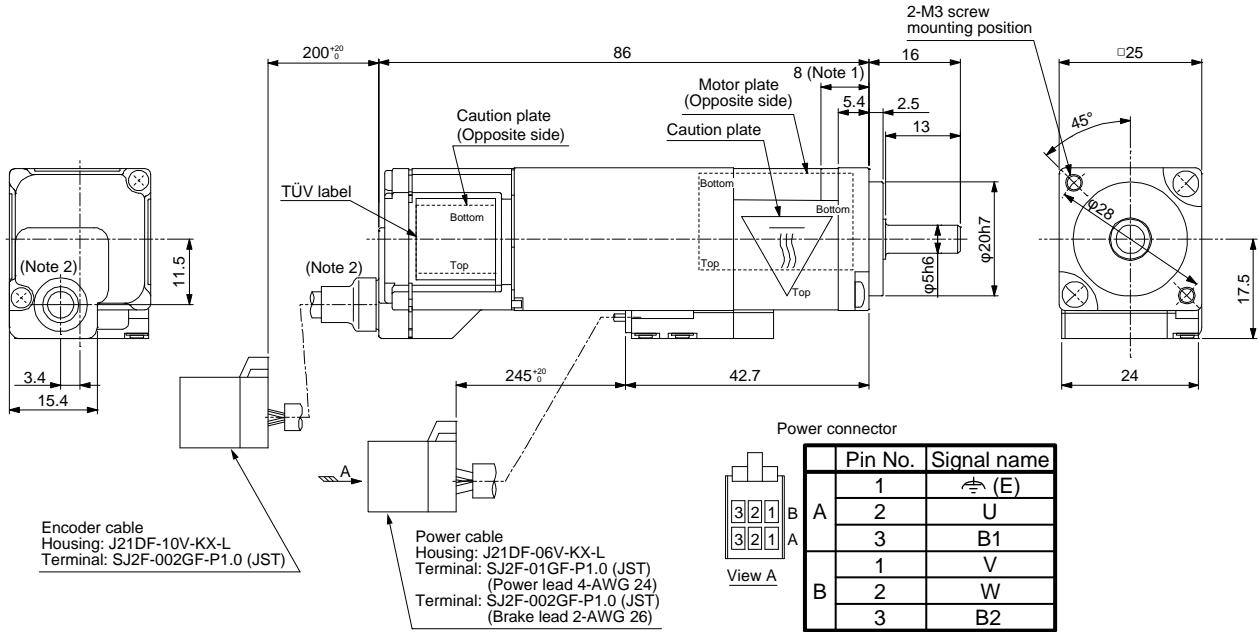 2-M3 screw
mounting position
200 +20 0
86
16
□25
8 (Note 1)
Motor plate
(Opposite side)
5.4
2.5
Caution plate
(Opposite side)
Caution plate
13
45°
TÜV label
Bottom
Bottom
Bottom
φ28
(Note 2)
11.5
Top
(Note 2)
Top
Top
φ5h6
φ20h7
17.5
3.4
15.4
245 +20 0
42.7
24
Power connector
A
Pin No. Signal name
A 1 ⏚ (E)
2 U
3 B1
B 1 V
2 W
3 B2
3 2 1 B
3 2 1 A
View A
Encoder cable
Housing: J21DF-10V-KX-L
Terminal: SJ2F-002GF-P1.0 (JST)
Power cable
Housing: J21DF-06V-KX-L
Terminal: SJ2F-01GF-P1.0 (JST)
(Power lead 4-AWG 24)
Terminal: SJ2F-002GF-P1.0 (JST)
(Brake lead 2-AWG 26)